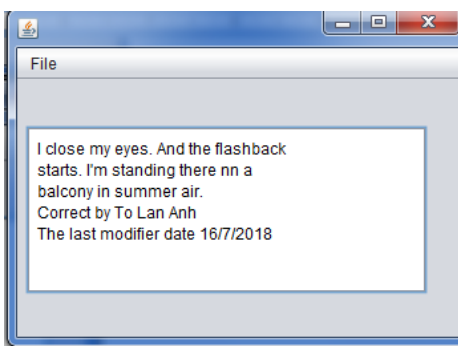 File
I close my eyes. And the flashback
starts. I'm standing there nn a
balcony in summer air.
Correct by To Lan Anh
The last modifier date 16/7/2018